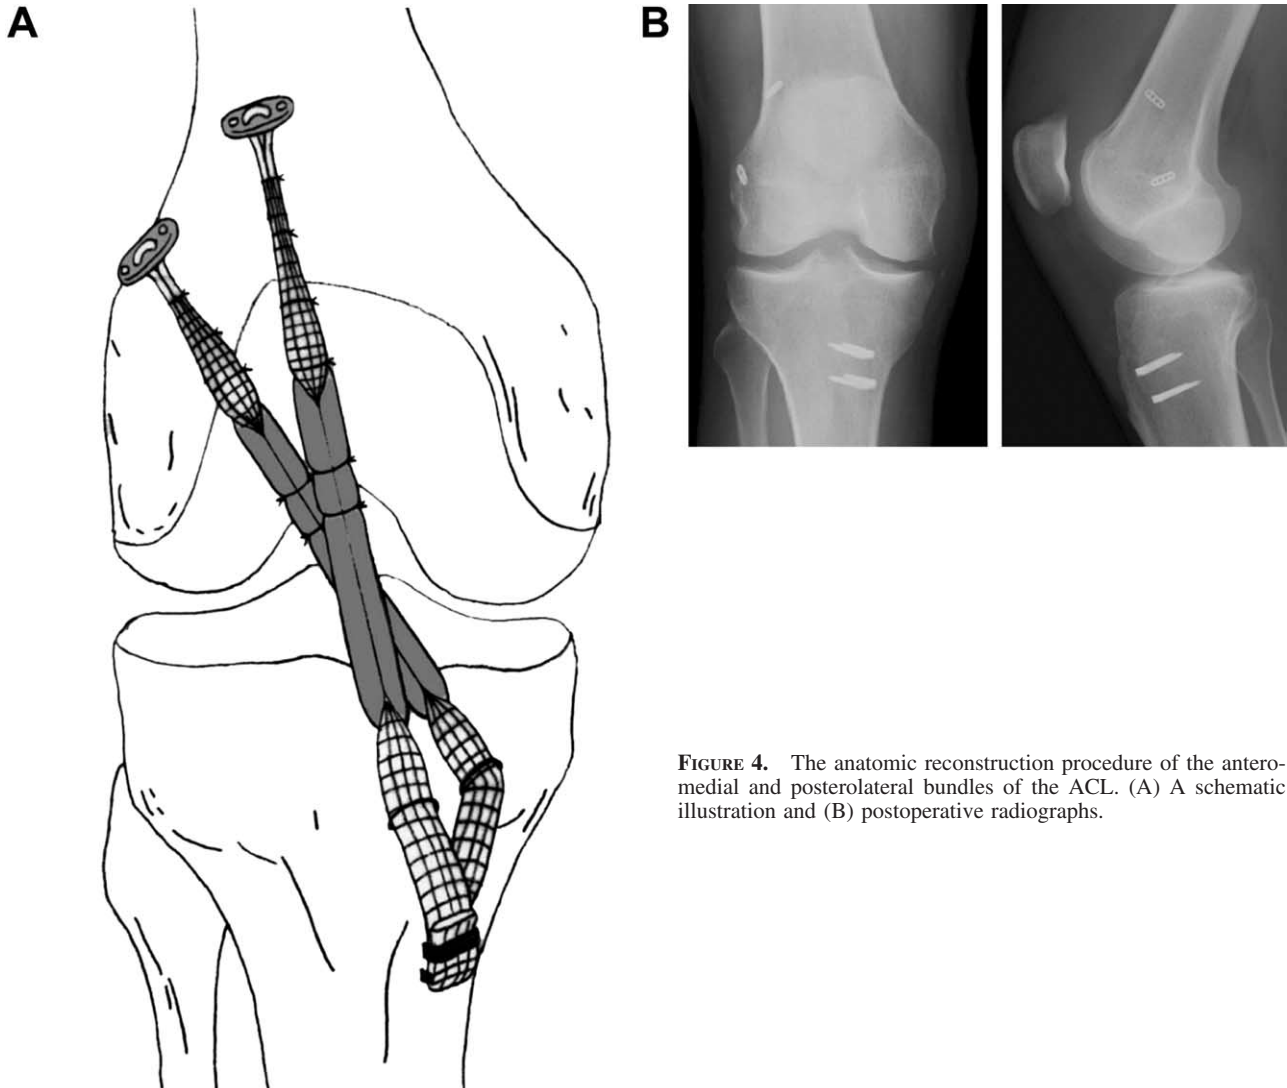 A
B
FIGURE 4. The anatomic reconstruction procedure of the antero-
medial and posterolateral bundles of the ACL. (A) A schematic
illustration and (B) postoperative radiographs.